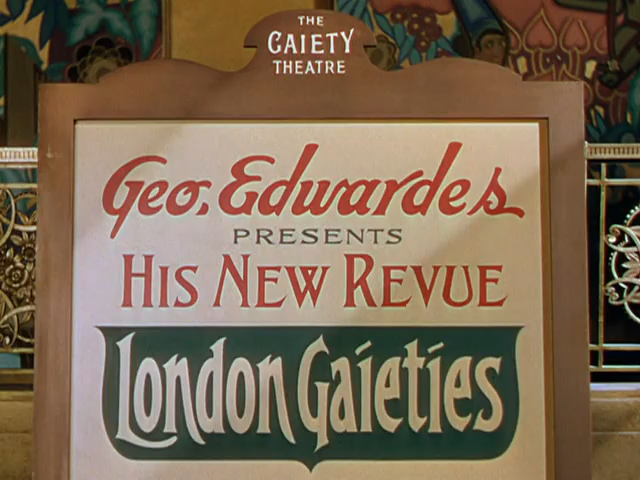 THE
GAIETY
THEATRE
Geo. Edwardes
PRESENTS
HIS NEW REVUE
London Gaieties